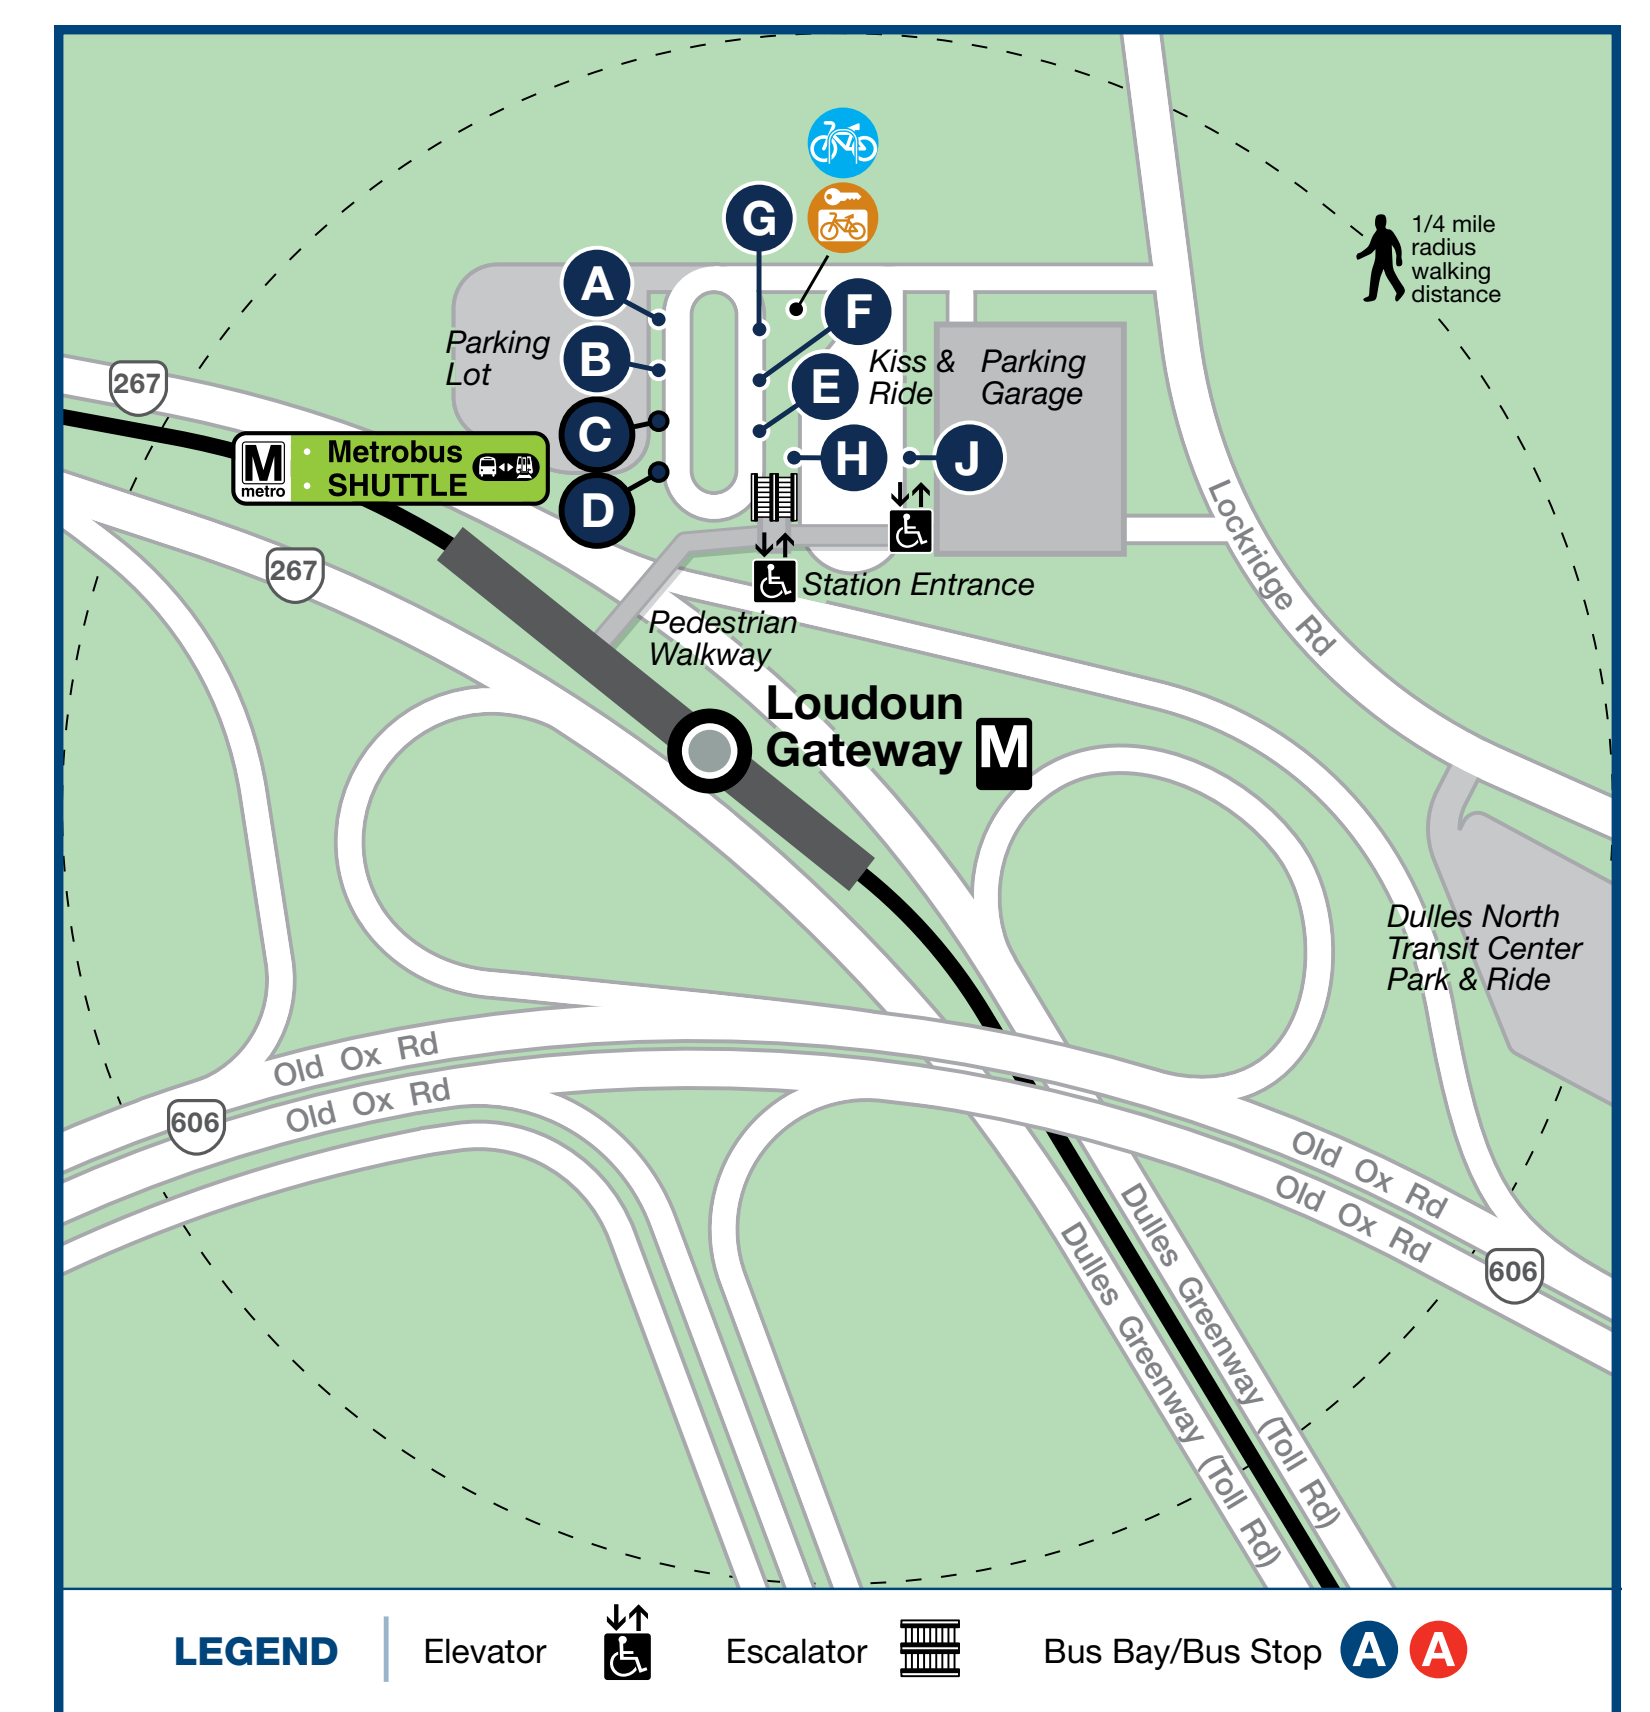 G
A
F
B
E
C
H
J
D
1/4 mile
radius
walking
distance
Parking
Lot
Kiss &
Ride
Parking
Garage
267
M
metro
• Metrobus
• SHUTTLE
267
Lockridge Rd
Station Entrance
Pedestrian
Walkway
Loudoun
Gateway
M
Dulles North
Transit Center
Park & Ride
Old Ox Rd
Old Ox Rd
606
Old Ox Rd
Old Ox Rd
606
Dulles Greenway (Toll Rd)
Dulles Greenway (Toll Rd)
LEGEND
Elevator
Escalator
Bus Bay/Bus Stop
A
A